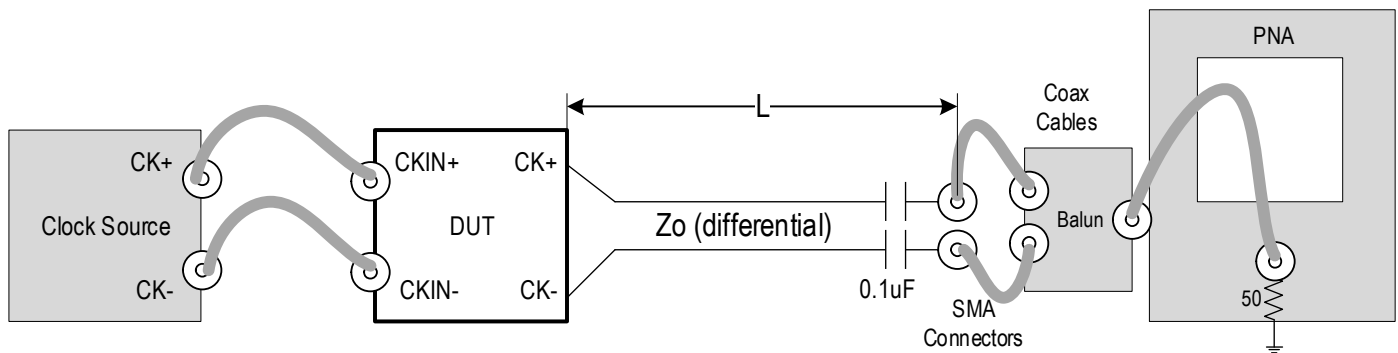 PNA
L
Coax
Cables
CK+
CKIN+
CK+
Clock Source
DUT
Zo (differential)
Balun
CK-
CKIN-
CK-
0.1uF
SMA
Connectors
50